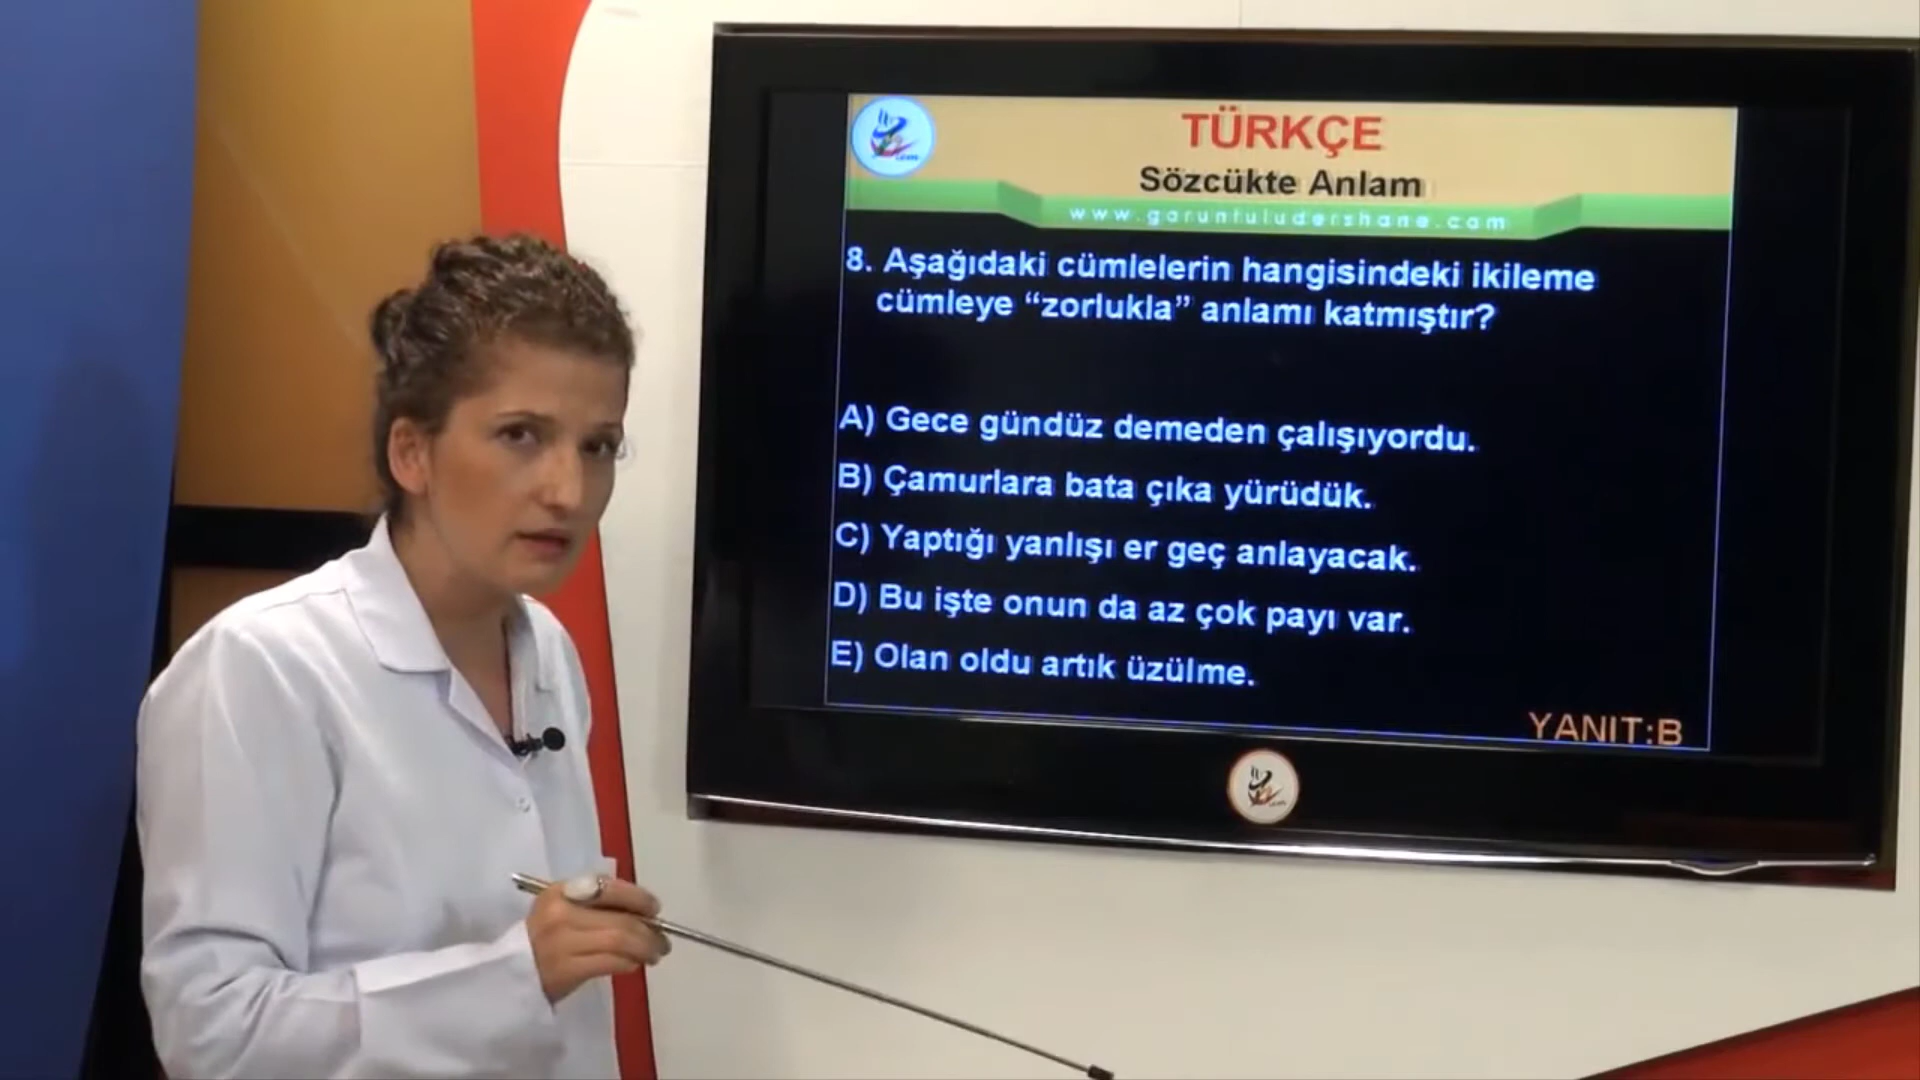 TÜRKÇE
Sözcükte Anlam
www.gorunluludershane.com
8. Aşağıdaki cümlelerin hangisindeki ikileme
cümleye “zorlukla” anlamı katmıştır?
A) Gece gündüz demeden çalışıyordu.
B) Çamurlara bata çıka yürüdük.
C) Yaptığı yanlışı er geç anlayacak.
D) Bu işte onun da az çok payı var.
E) Olan oldu artık üzülme.
YANIT:B